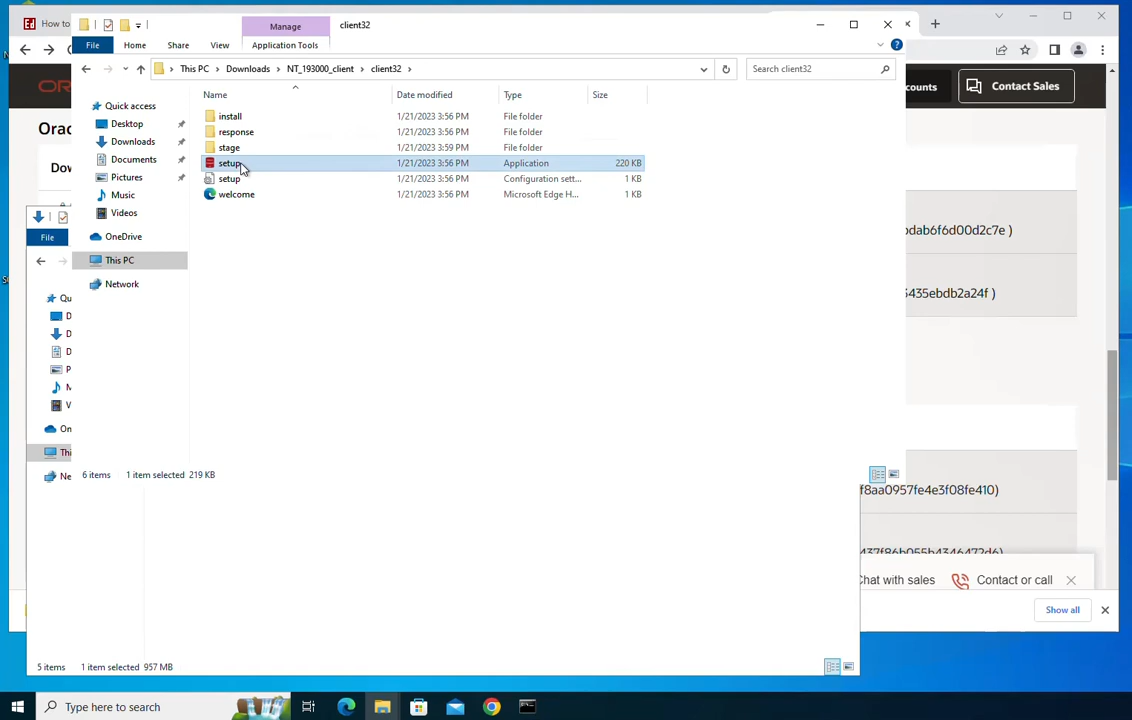 How to
Manage
client32
File
Home
Share
View
Application Tools
This PC
Downloads
NT_193000_client
client32
Search client32
Contact Sales
Name
Date modified
Type
Size
Quick access
Desktop
Downloads
Documents
Pictures
Music
Videos
OneDrive
This PC
Network
install
1/21/2023 3:56 PM
File folder
response
1/21/2023 3:56 PM
File folder
stage
1/21/2023 3:59 PM
File folder
setup
1/21/2023 3:56 PM
Application
220 KB
setup
1/21/2023 3:56 PM
Configuration sett...
1 KB
welcome
1/21/2023 3:56 PM
Microsoft Edge H...
1 KB
6 items
1 item selected 219 KB
File
5 items
1 item selected 957 MB
counts
bdab6f6d00d2c7e )
5435ebdb2a24f )
f8aa0957fe4e3f08fe410)
Chat with sales
Contact or call
Show all
Type here to search